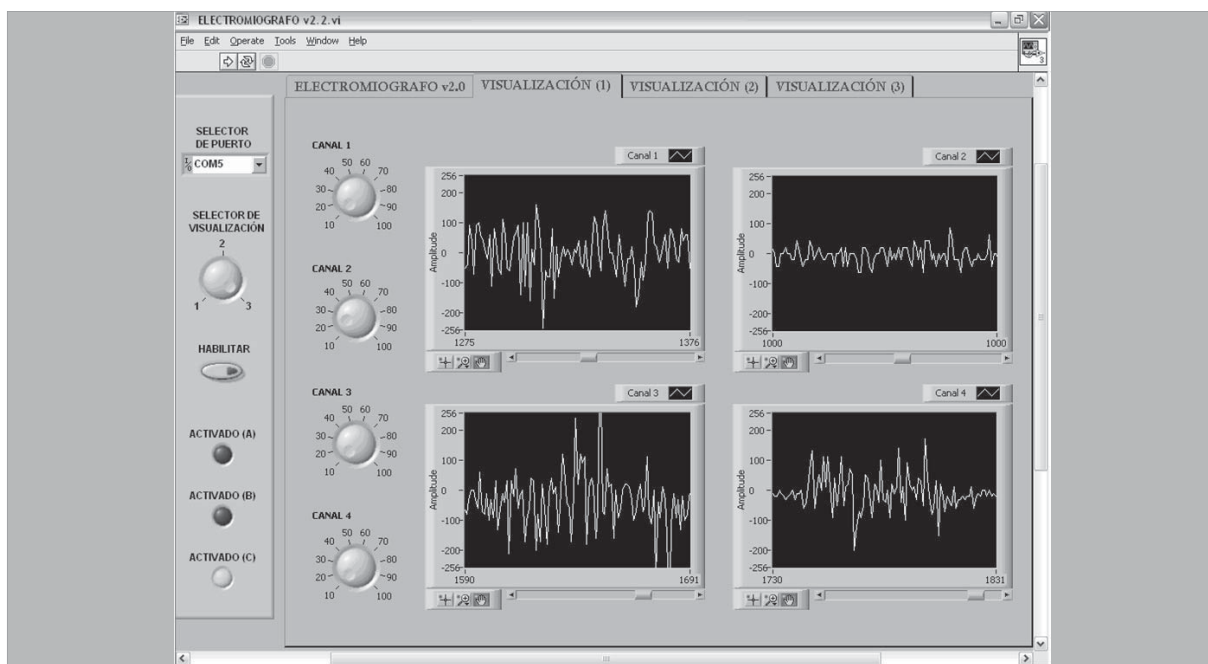 ELECTROMIOGRAFO v2.2.vi
File Edit Operate Tools Window Help
3
ELECTROMIOGRAFO v2.0 VISUALIZACIÓN (1) VISUALIZACIÓN (2) VISUALIZACIÓN (3)
SELECTOR
DE PUERTO
COM5
SELECTOR DE
VISUALIZACIÓN
2
1 3
HABILITAR
ACTIVADO (A)
ACTIVADO (B)
ACTIVADO (C)
CANAL 1
50 60
40 70
30 80
20 90
10 100
CANAL 2
50 60
40 70
30 80
20 90
10 100
CANAL 3
50 60
40 70
30 80
20 90
10 100
CANAL 4
50 60
40 70
30 80
20 90
10 100
Canal 1
Amplitude
256
200
100
0
-100
-200
-256
1275 1376
Canal 2
Amplitude
256
200
100
0
-100
-200
-256
1000 1000
Canal 3
Amplitude
256
200
100
0
-100
-200
-256
1590 1691
Canal 4
Amplitude
256
200
100
0
-100
-200
-256
1730 1831